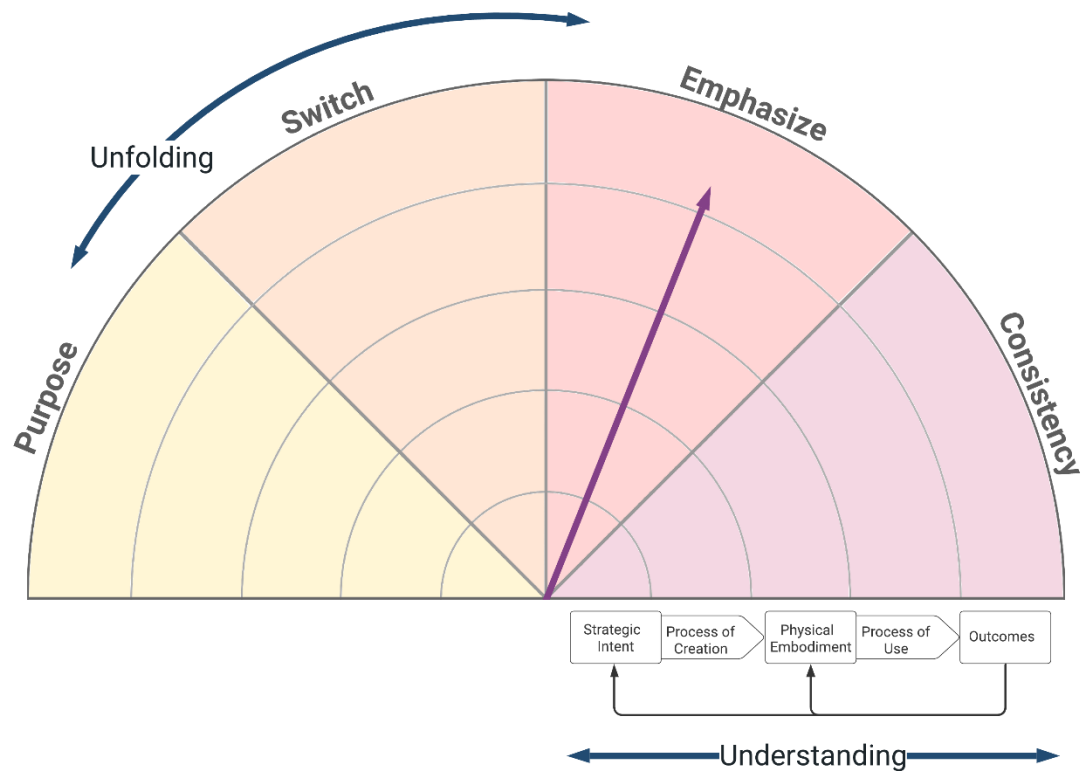 Unfolding
Switch
Emphasize
Purpose
Consistency
Strategic
Intent
Process of
Creation
Physical
Embodiment
Process of
Use
Outcomes
Understanding